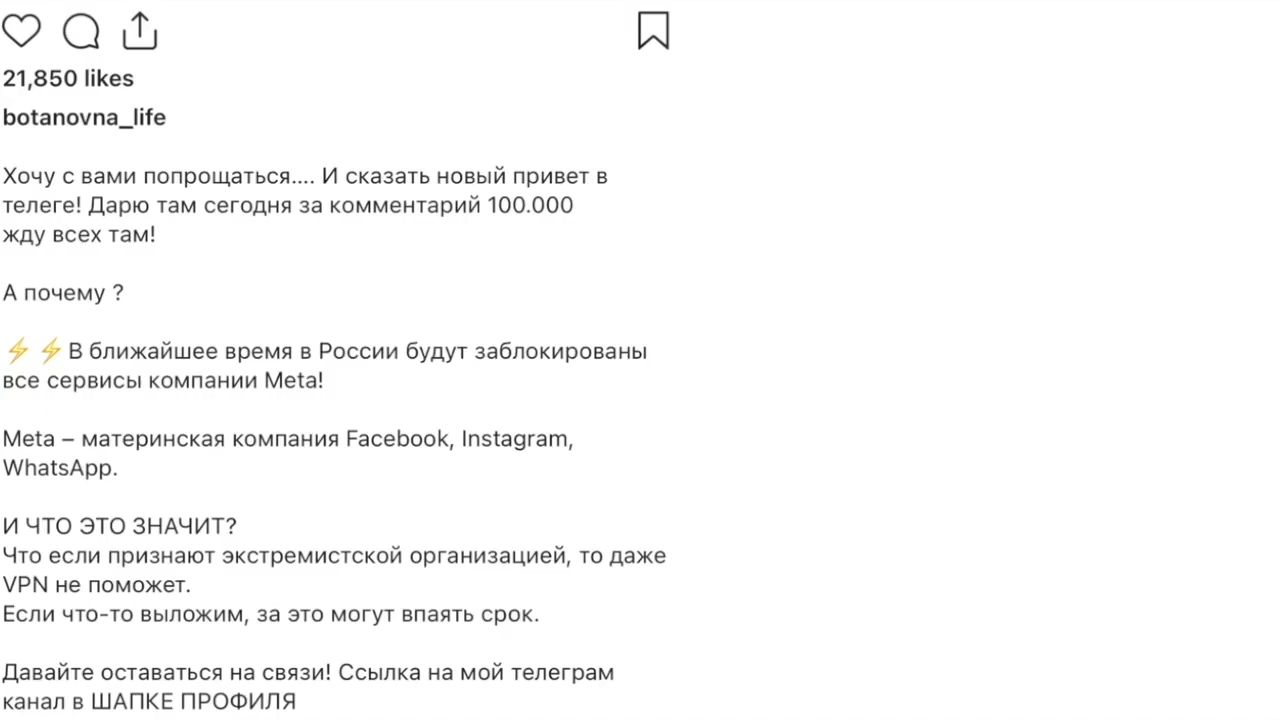 21,850 likes
botanovna_life
Хочу с вами попрощаться.... И сказать новый привет в
телеге! Дарю там сегодня за комментарий 100.000
жду всех там!
А почему ?
⚡ ⚡В ближайшее время в России будут заблокированы
все сервисы компании Meta!
Meta – материнская компания Facebook, Instagram,
WhatsApp.
И ЧТО ЭТО ЗНАЧИТ?
Что если признают экстремистской организацией, то даже
VPN не поможет.
Если что-то выложим, за это могут впаять срок.
Давайте оставаться на связи! Ссылка на мой телеграм
канал в ШАПКЕ ПРОФИЛЯ